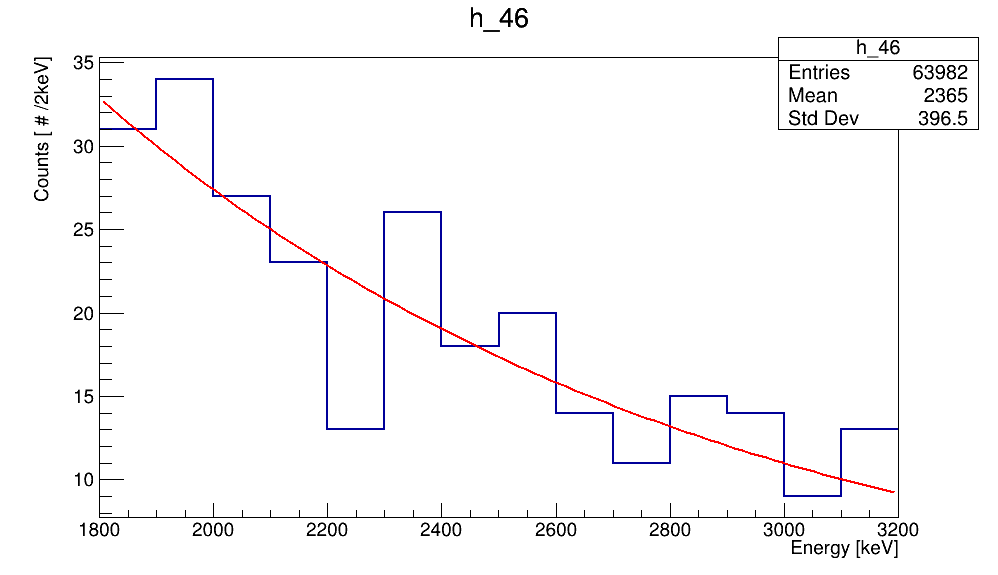 h_46
h_46
Entries 63982
Mean 2365
Std Dev 396.5
Counts [ # /2keV]
35
30
25
20
15
10
1800 2000 2200 2400 2600 2800 3000 3200
Energy [keV]